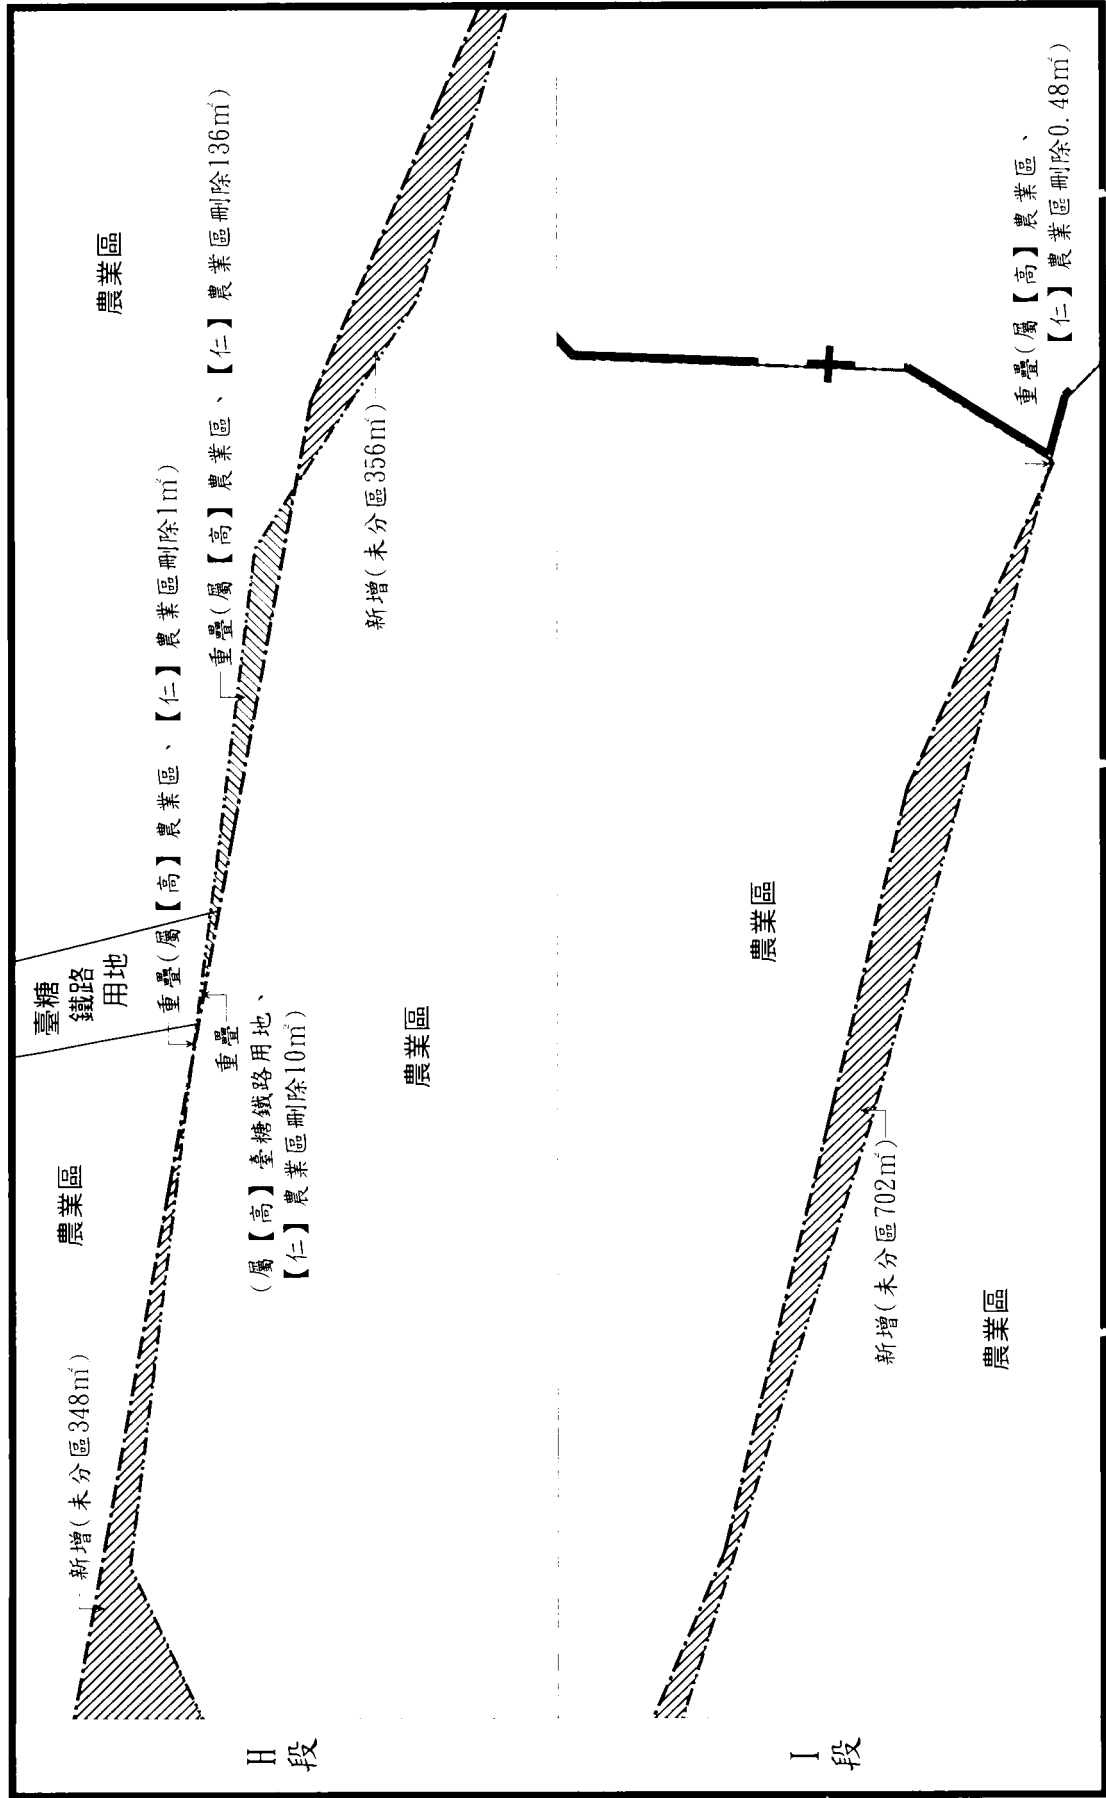 H
段
新增(未分區348㎡)
農業區
臺糖
鐵路
用地
重疊(屬【高】農業區、【仁】農業區刪除1㎡)
重疊
(屬【高】臺糖鐵路用地、
【仁】農業區刪除10㎡)
農業區
重疊(屬【高】農業區、【仁】農業區刪除136㎡)
農業區
新增(未分區356㎡)
I
段
農業區
新增(未分區702㎡)
農業區
重疊(屬【高】農業區、
【仁】農業區刪除0.48㎡)